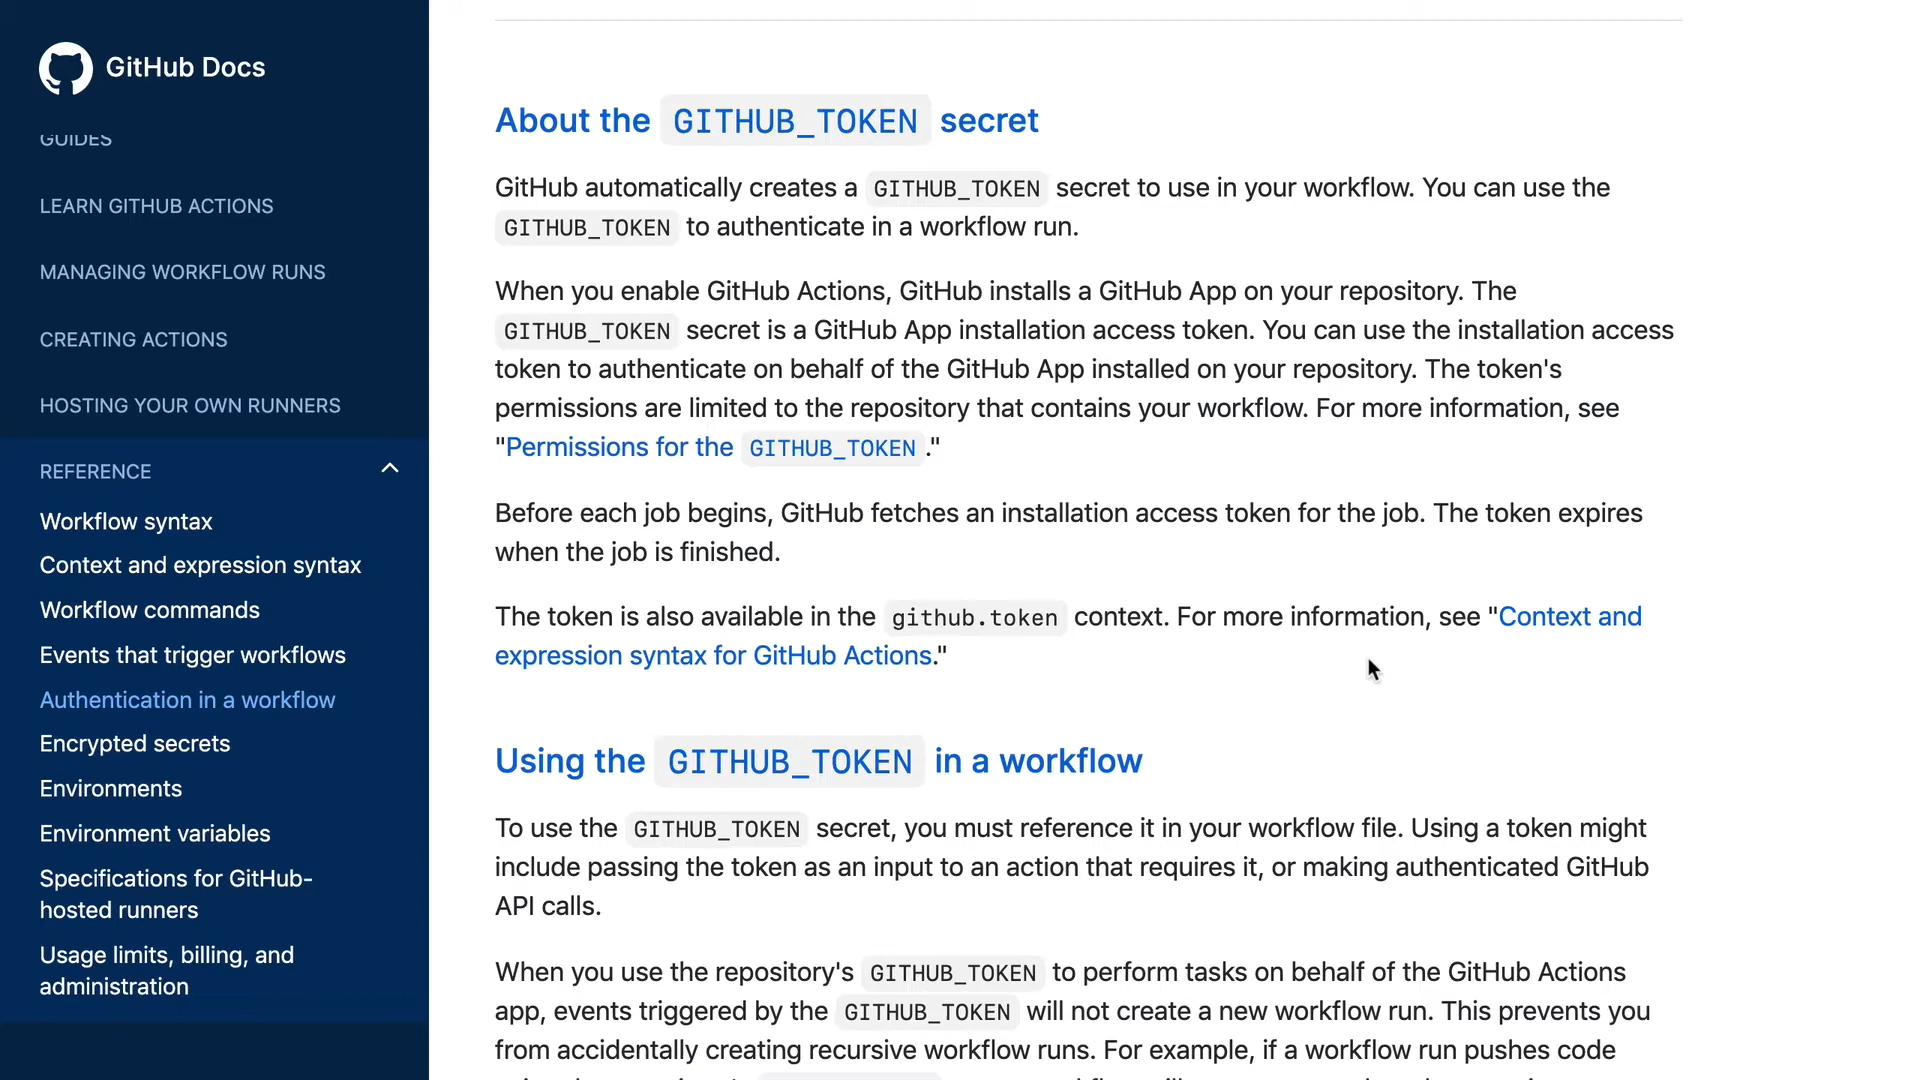 GitHub Docs
GUIDES
LEARN GITHUB ACTIONS
MANAGING WORKFLOW RUNS
CREATING ACTIONS
HOSTING YOUR OWN RUNNERS
REFERENCE
Workflow syntax
Context and expression syntax
Workflow commands
Events that trigger workflows
Authentication in a workflow
Encrypted secrets
Environments
Environment variables
Specifications for GitHub-
hosted runners
Usage limits, billing, and
administration
About the GITHUB_TOKEN secret
GitHub automatically creates a GITHUB_TOKEN secret to use in your workflow. You can use the
GITHUB_TOKEN to authenticate in a workflow run.
When you enable GitHub Actions, GitHub installs a GitHub App on your repository. The
GITHUB_TOKEN secret is a GitHub App installation access token. You can use the installation access
token to authenticate on behalf of the GitHub App installed on your repository. The token's
permissions are limited to the repository that contains your workflow. For more information, see
"Permissions for the GITHUB_TOKEN."
Before each job begins, GitHub fetches an installation access token for the job. The token expires
when the job is finished.
The token is also available in the github.token context. For more information, see "Context and
expression syntax for GitHub Actions."
Using the GITHUB_TOKEN in a workflow
To use the GITHUB_TOKEN secret, you must reference it in your workflow file. Using a token might
include passing the token as an input to an action that requires it, or making authenticated GitHub
API calls.
When you use the repository's GITHUB_TOKEN to perform tasks on behalf of the GitHub Actions
app, events triggered by the GITHUB_TOKEN will not create a new workflow run. This prevents you
from accidentally creating recursive workflow runs. For example, if a workflow run pushes code